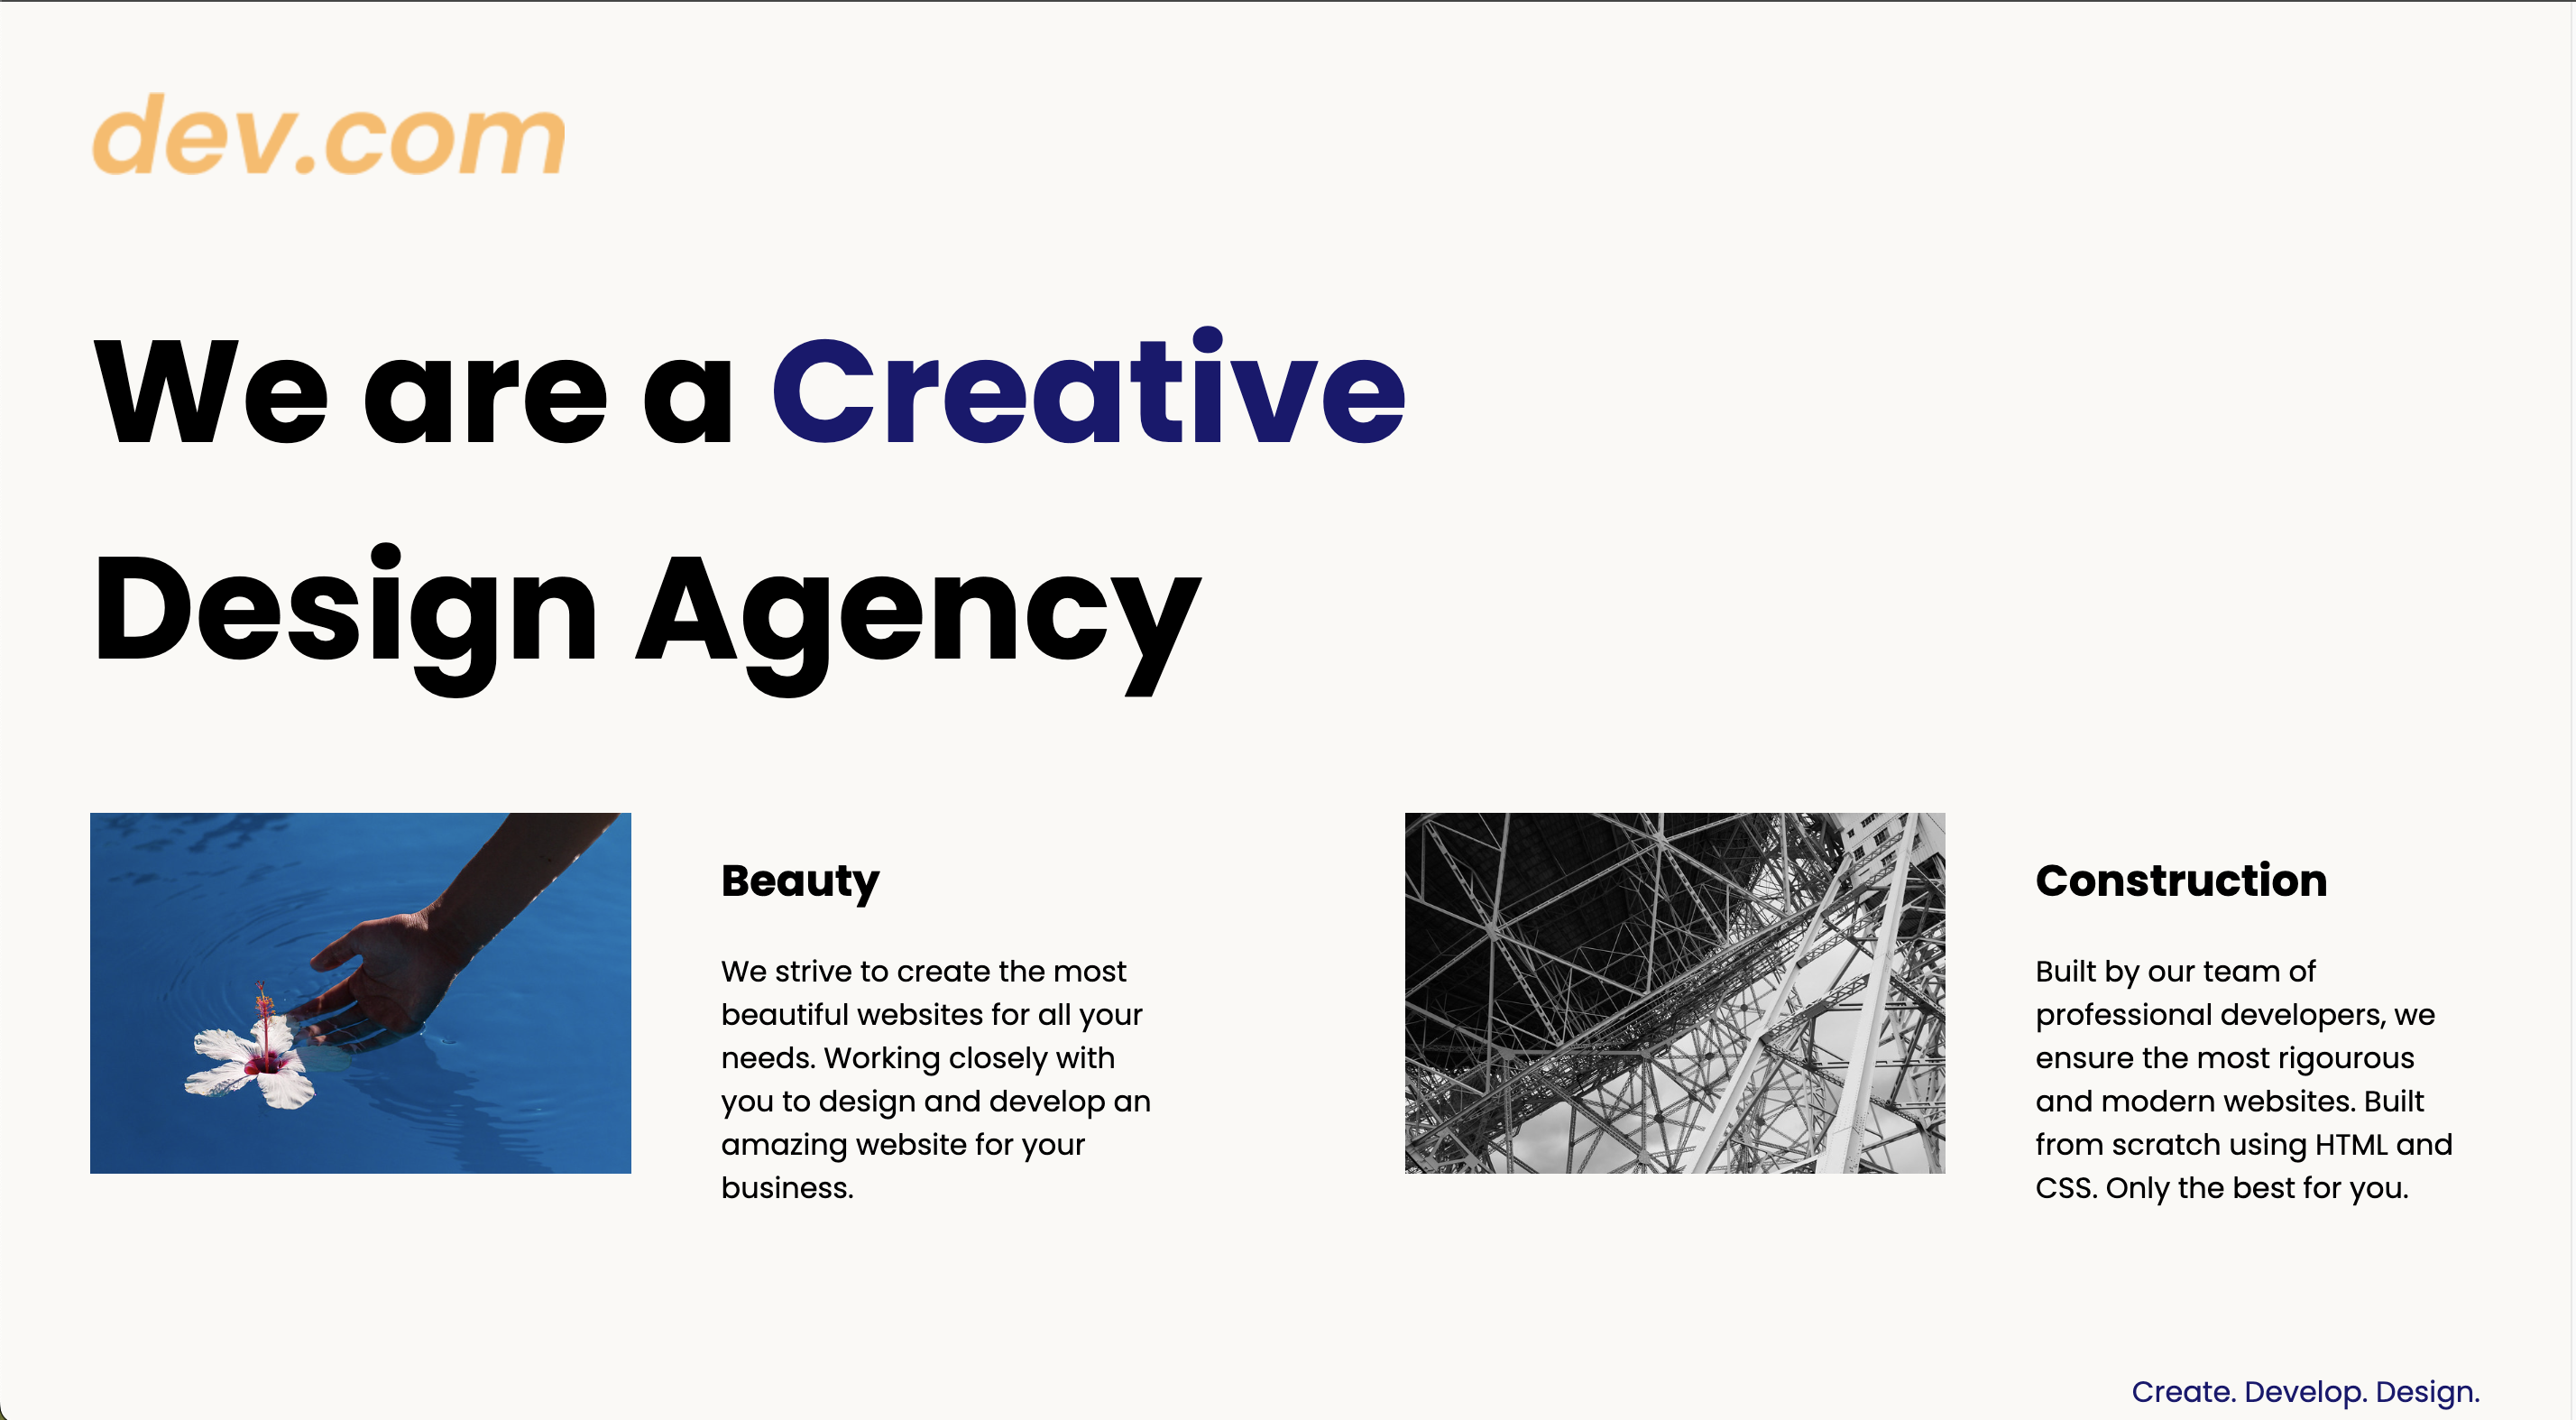 dev.com
We are a Creative
Design Agency
Beauty
We strive to create the most
beautiful websites for all your
needs. Working closely with
you to design and develop an
amazing website for your
business.
Construction
Built by our team of
professional developers, we
ensure the most rigourous
and modern websites. Built
from scratch using HTML and
CSS. Only the best for you.
Create. Develop. Design.